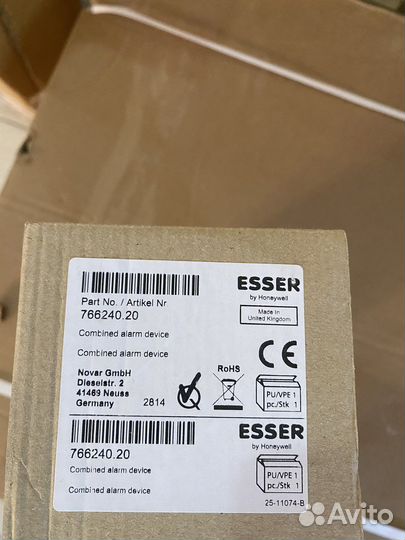 ESSER
by Honeywell
Part No. / Artikel Nr
766240.20
Made in
United Kingdom
Combined alarm device
Combined alarm device
CE
Novar GmbH
Dieselstr. 2
41469 Neuss
Germany
2814
RoHS
PU/VPE 1
pc./Stk 1
ESSER
by Honeywell
766240.20
Combined alarm device
Combined alarm device
PU/VPE 1
pc./Stk 1
25-11074-B
Avito